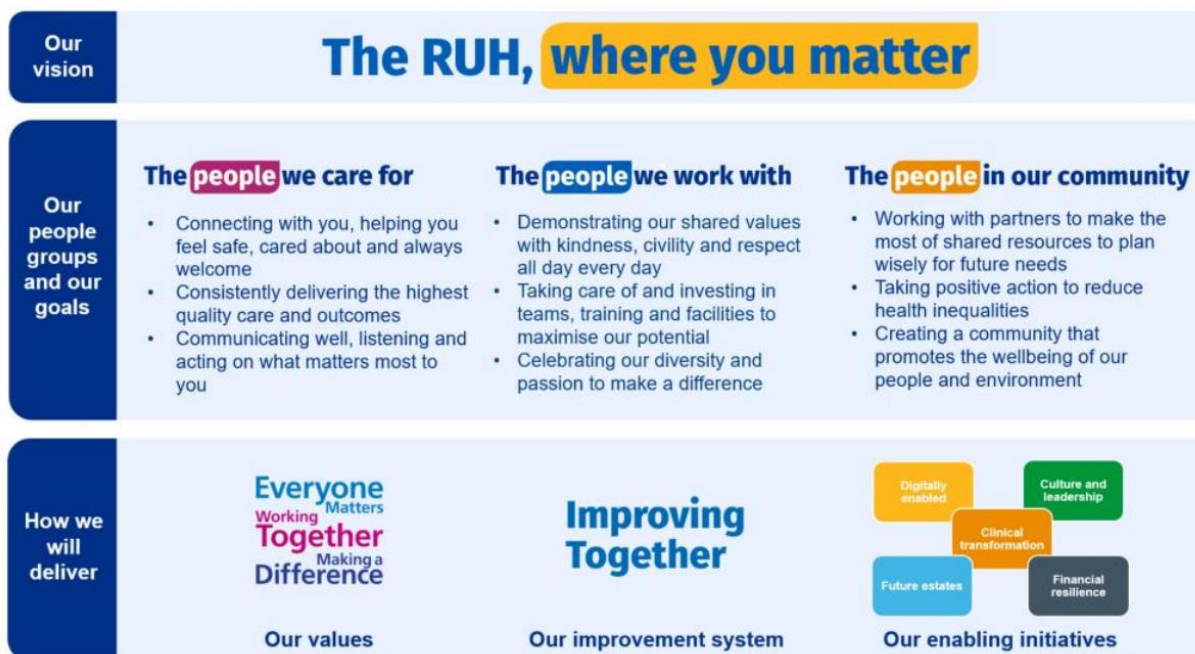 Our
vision
The RUH, where you matter
Our
people
groups
and our
goals
The people we care for
• Connecting with you, helping you
feel safe, cared about and always
welcome
• Consistently delivering the highest
quality care and outcomes
• Communicating well, listening and
acting on what matters most to
you
The people we work with
• Demonstrating our shared values
with kindness, civility and respect
all day every day
• Taking care of and investing in
teams, training and facilities to
maximise our potential
• Celebrating our diversity and
passion to make a difference
The people in our community
• Working with partners to make the
most of shared resources to plan
wisely for future needs
• Taking positive action to reduce
health inequalities
• Creating a community that
promotes the wellbeing of our
people and environment
How we
will
deliver
Everyone
Matters
Working
Together
Making a
Difference
Our values
Improving
Together
Our improvement system
Digitally
enabled
Culture and
leadership
Clinical
transformation
Future estates
Financial
resilience
Our enabling initiatives